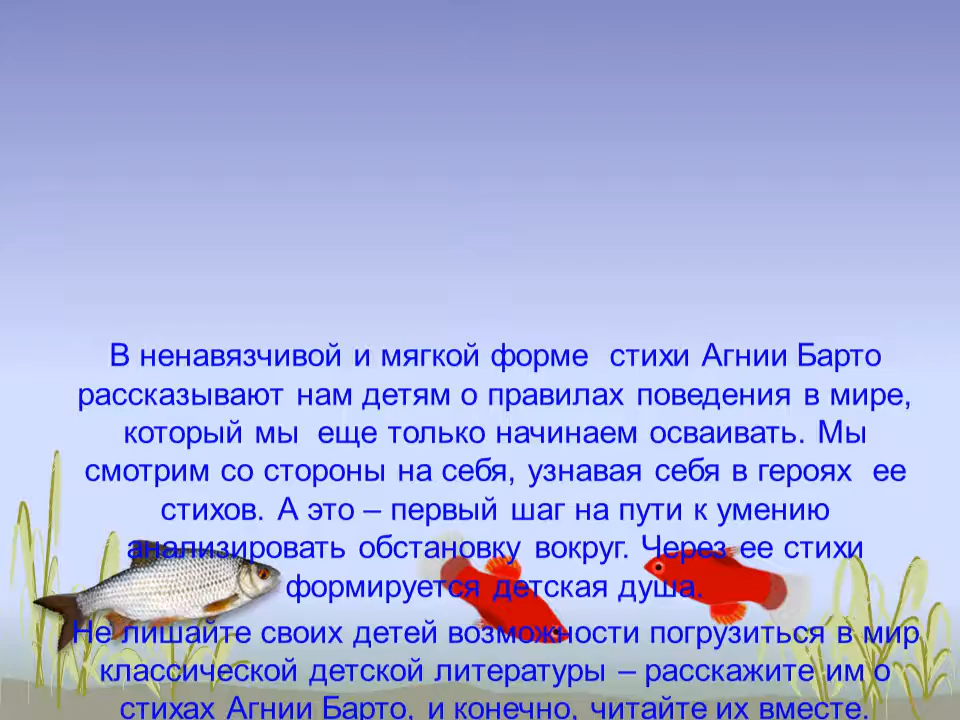 В ненавязчивой и мягкой форме  стихи Агнии Барто
рассказывают нам детям о правилах поведения в мире,
который мы  еще только начинаем осваивать. Мы
смотрим со стороны на себя, узнавая себя в героях  ее
стихов. А это – первый шаг на пути к умению
анализировать обстановку вокруг. Через ее стихи
формируется детская душа.
Не лишайте своих детей возможности погрузиться в мир
классической детской литературы – расскажите им о
стихах Агнии Барто, и конечно, читайте их вместе.